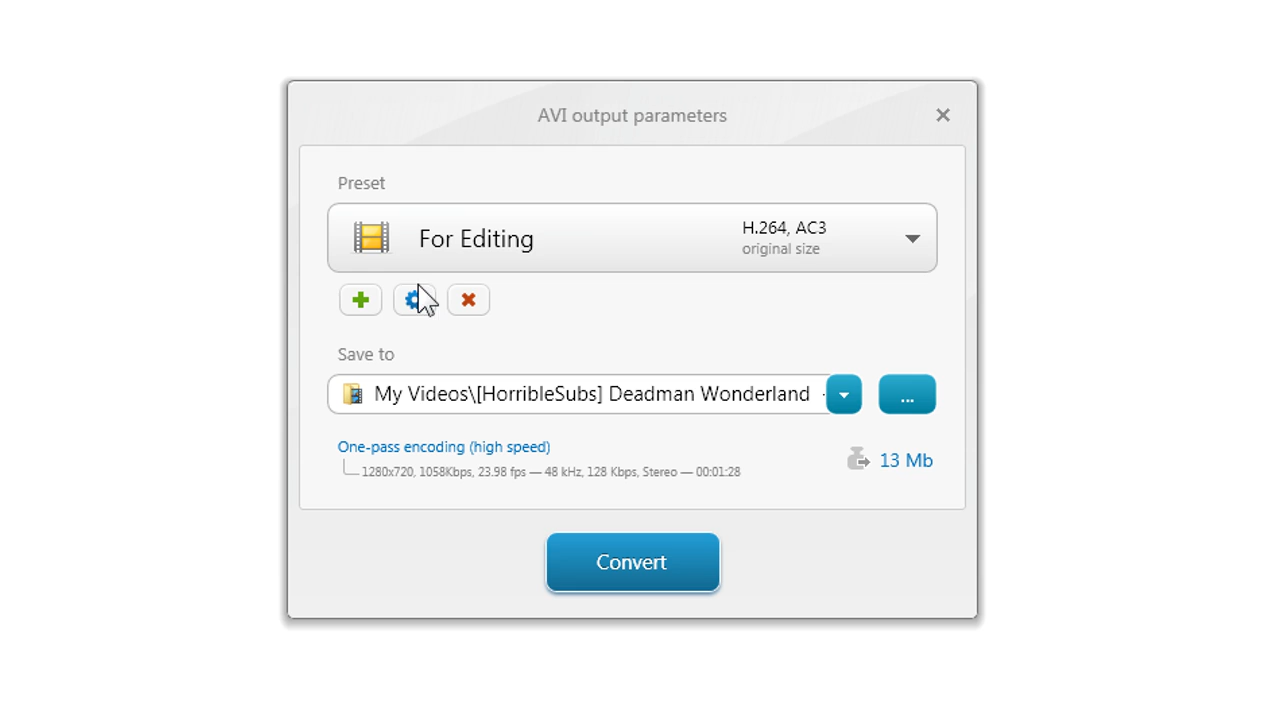 AVI output parameters
Preset
For Editing
H.264, AC3
original size
Save to
My Videos\[HorribleSubs] Deadman Wonderland
...
One-pass encoding (high speed)
1280x720, 1058Kbps, 23.98 fps — 48 kHz, 128 Kbps, Stereo — 00:01:28
13 Mb
Convert